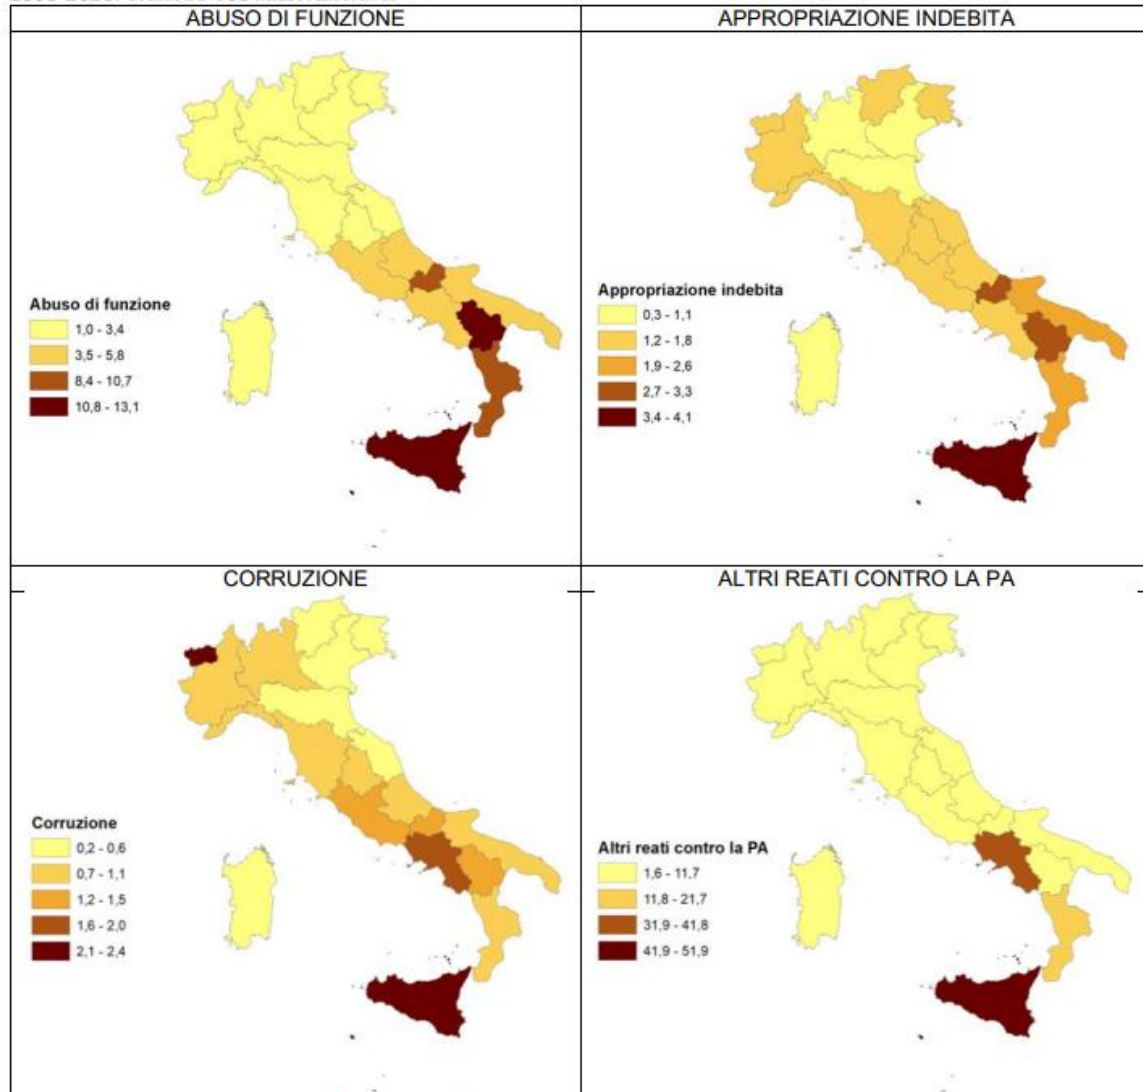 ABUSO DI FUNZIONE
APPROPRIAZIONE INDEBITA
Abuso di funzione
1,0 - 3,4
3,5 - 5,8
8,4 - 10,7
10,8 - 13,1
Appropriazione indebita
0,3 - 1,1
1,2 - 1,8
1,9 - 2,6
2,7 - 3,3
3,4 - 4,1
CORRUZIONE
ALTRI REATI CONTRO LA PA
Corruzione
0,2 - 0,6
0,7 - 1,1
1,2 - 1,5
1,6 - 2,0
2,1 - 2,4
Altri reati contro la PA
1,6 - 11,7
11,8 - 21,7
31,9 - 41,8
41,9 - 51,9